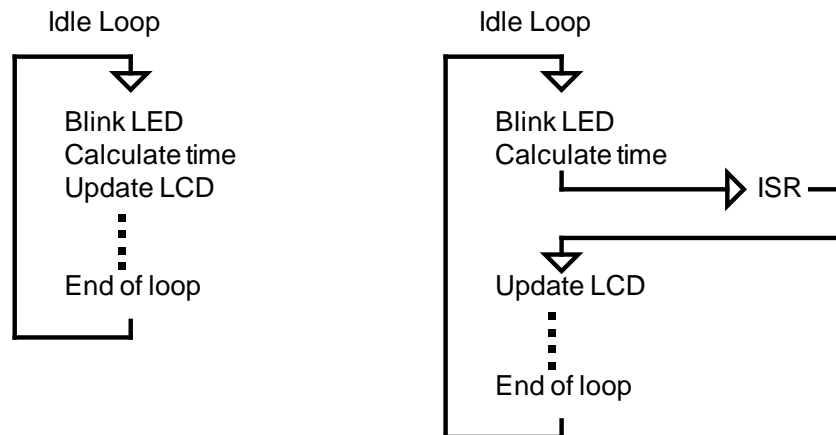 Idle Loop
Blink LED
Calculate time
Update LCD
End of loop
Idle Loop
Blink LED
Calculate time
ISR
Update LCD
End of loop